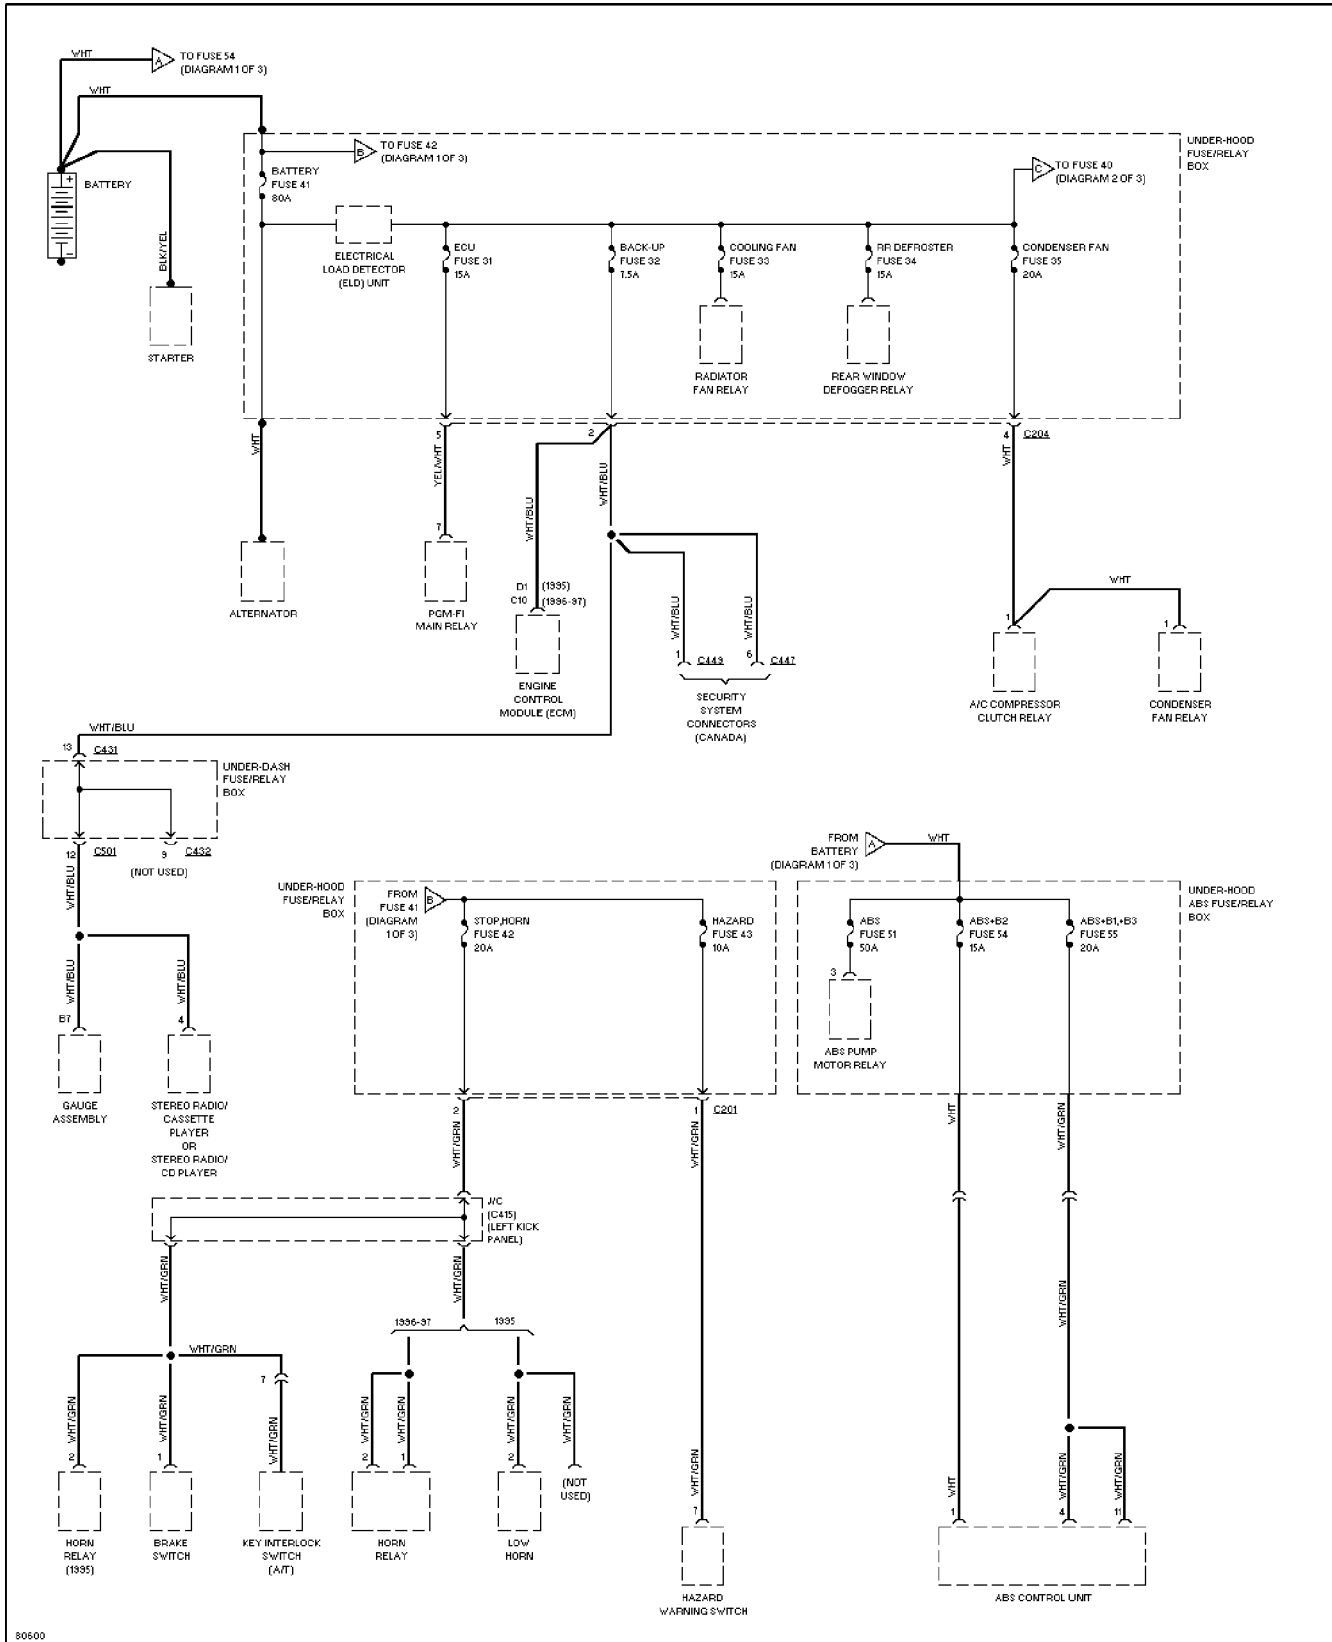 WHT
A
TO FUSE 54
(DIAGRAM 1 OF 3)
WHT
B
TO FUSE 42
(DIAGRAM 1 OF 3)
UNDER-HOOD
FUSE/RELAY
BOX
BATTERY
BATTERY
FUSE 41
80A
C
TO FUSE 40
(DIAGRAM 2 OF 3)
+
-
BLK/YEL
STARTER
ELECTRICAL
LOAD DETECTOR
(ELD) UNIT
ECU
FUSE 31
15A
BACK-UP
FUSE 32
7.5A
COOLING FAN
FUSE 33
15A
RR DEFROSTER
FUSE 34
15A
CONDENSER FAN
FUSE 35
20A
RADIATOR
FAN RELAY
REAR WINDOW
DEFOGGER RELAY
WHT
5
YEL/WHT
7
2
WHT/BLU
WHT/BLU
4
C204
WHT
ALTERNATOR
PGM-FI
MAIN RELAY
D1 (1995)
C10 (1996-97)
ENGINE
CONTROL
MODULE (ECM)
WHT/BLU
WHT/BLU
1
C449
6
C447
SECURITY
SYSTEM
CONNECTORS
(CANADA)
WHT
1
1
A/C COMPRESSOR
CLUTCH RELAY
CONDENSER
FAN RELAY
WHT/BLU
13
C431
UNDER-DASH
FUSE/RELAY
BOX
12
C501
9
C432
(NOT USED)
WHT/BLU
WHT/BLU
WHT/BLU
B7
4
GAUGE
ASSEMBLY
STEREO RADIO/
CASSETTE
PLAYER
OR
STEREO RADIO/
CD PLAYER
UNDER-HOOD
FUSE/RELAY
BOX
FROM
FUSE 41
(DIAGRAM
1 OF 3)
B
STOP,HORN
FUSE 42
20A
HAZARD
FUSE 43
10A
FROM
BATTERY
(DIAGRAM 1 OF 3)
A
WHT
UNDER-HOOD
ABS FUSE/RELAY
BOX
ABS
FUSE 51
50A
ABS+B2
FUSE 54
15A
ABS+B1,+B3
FUSE 55
20A
3
ABS PUMP
MOTOR RELAY
2
1
C201
WHT/GRN
WHT/GRN
WHT
WHT/GRN
J/C
(C415)
(LEFT KICK
PANEL)
WHT/GRN
WHT/GRN
WHT/GRN
1996-97
1995
WHT/GRN
7
WHT/GRN
WHT/GRN
WHT/GRN
WHT/GRN
WHT/GRN
WHT/GRN
WHT/GRN
2
1
2
1
2
(NOT
USED)
HORN
RELAY
(1995)
BRAKE
SWITCH
KEY INTERLOCK
SWITCH
(A/T)
HORN
RELAY
LOW
HORN
WHT/GRN
7
HAZARD
WARNING SWITCH
WHT
WHT/GRN
WHT/GRN
1
4
11
ABS CONTROL UNIT
80600